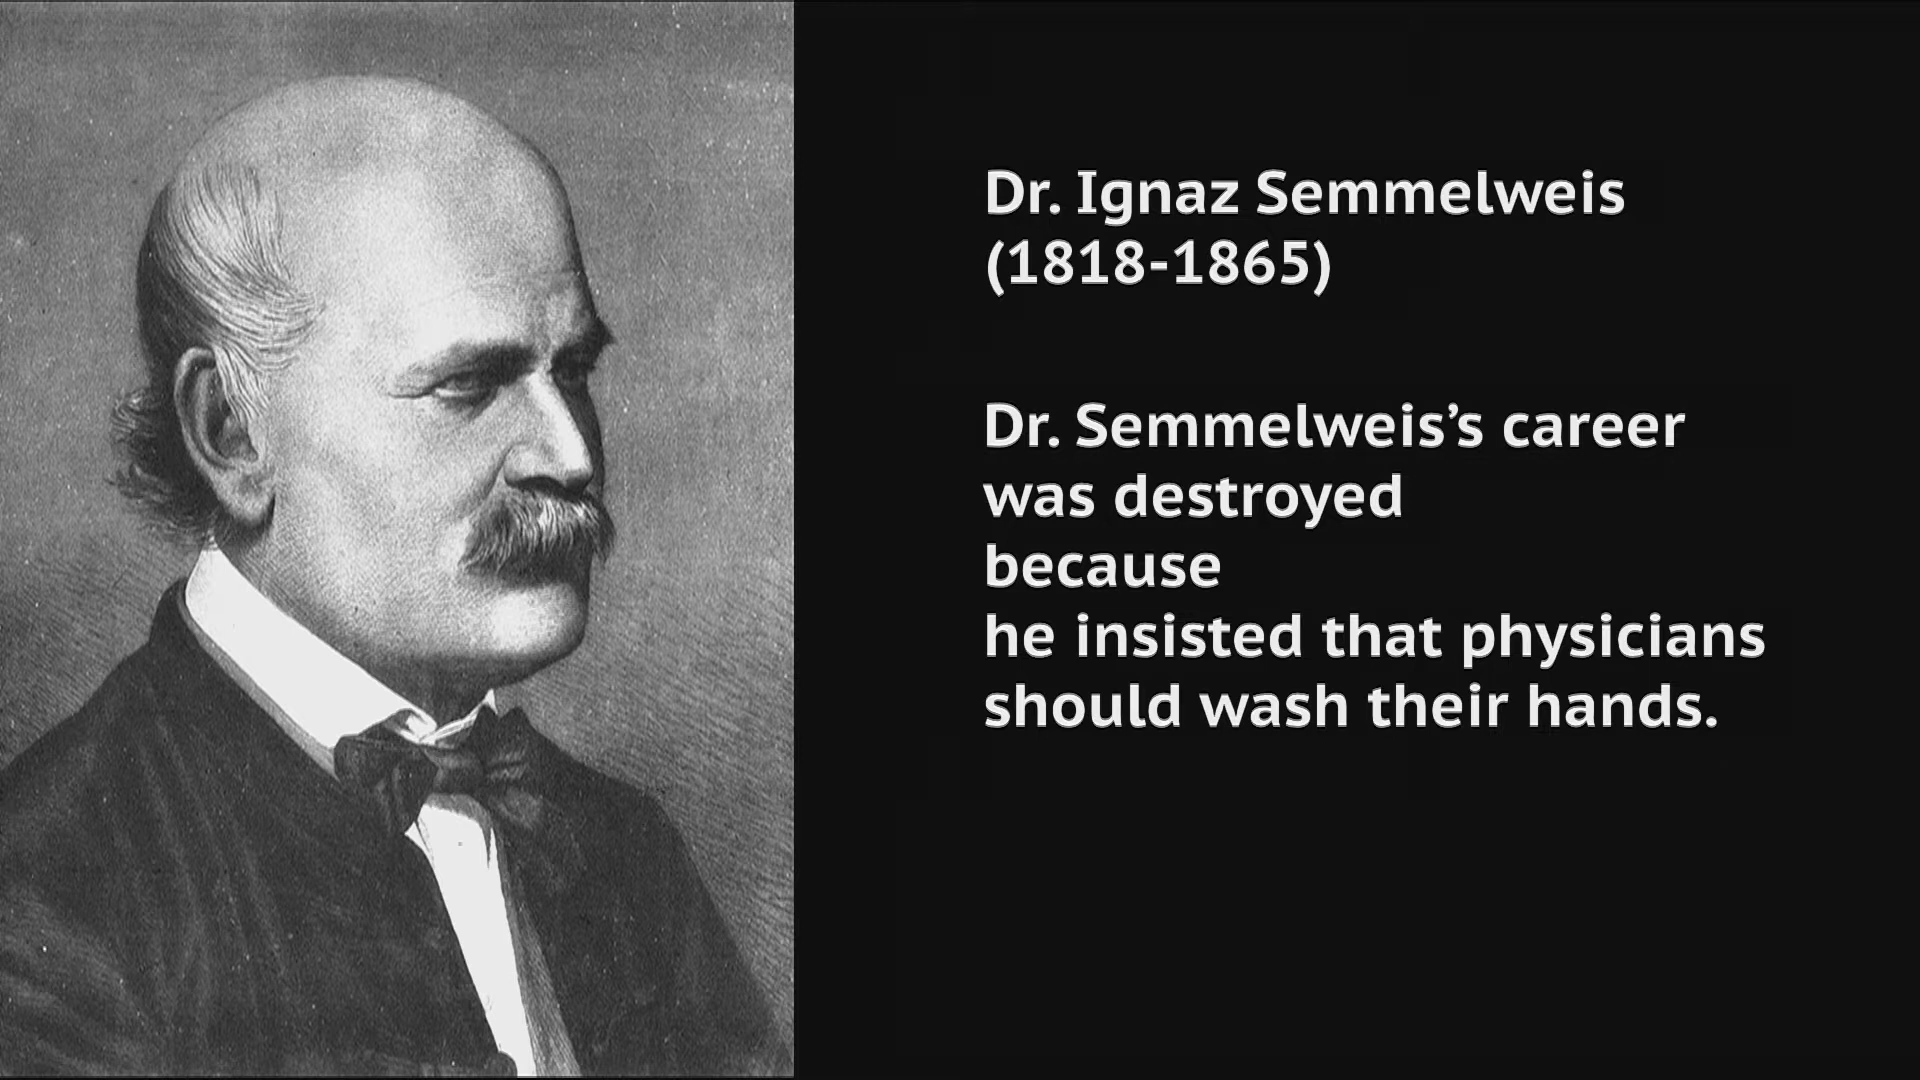 Dr. Ignaz Semmelweis
(1818-1865)
Dr. Semmelweis’s career
was destroyed
because
he insisted that physicians
should wash their hands.